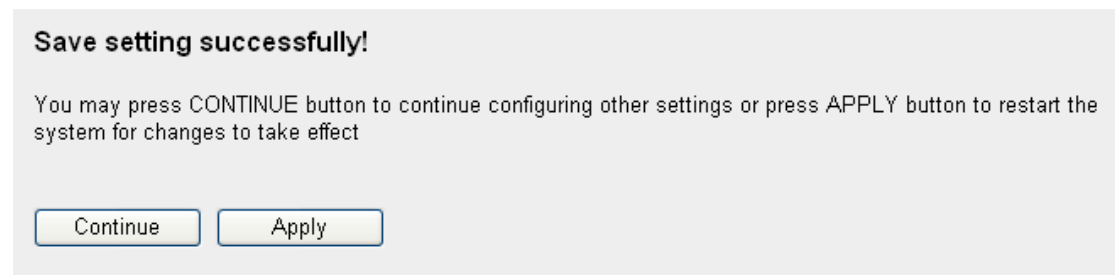 Save setting successfully!
You may press CONTINUE button to continue configuring other settings or press APPLY button to restart the
system for changes to take effect
Continue
Apply